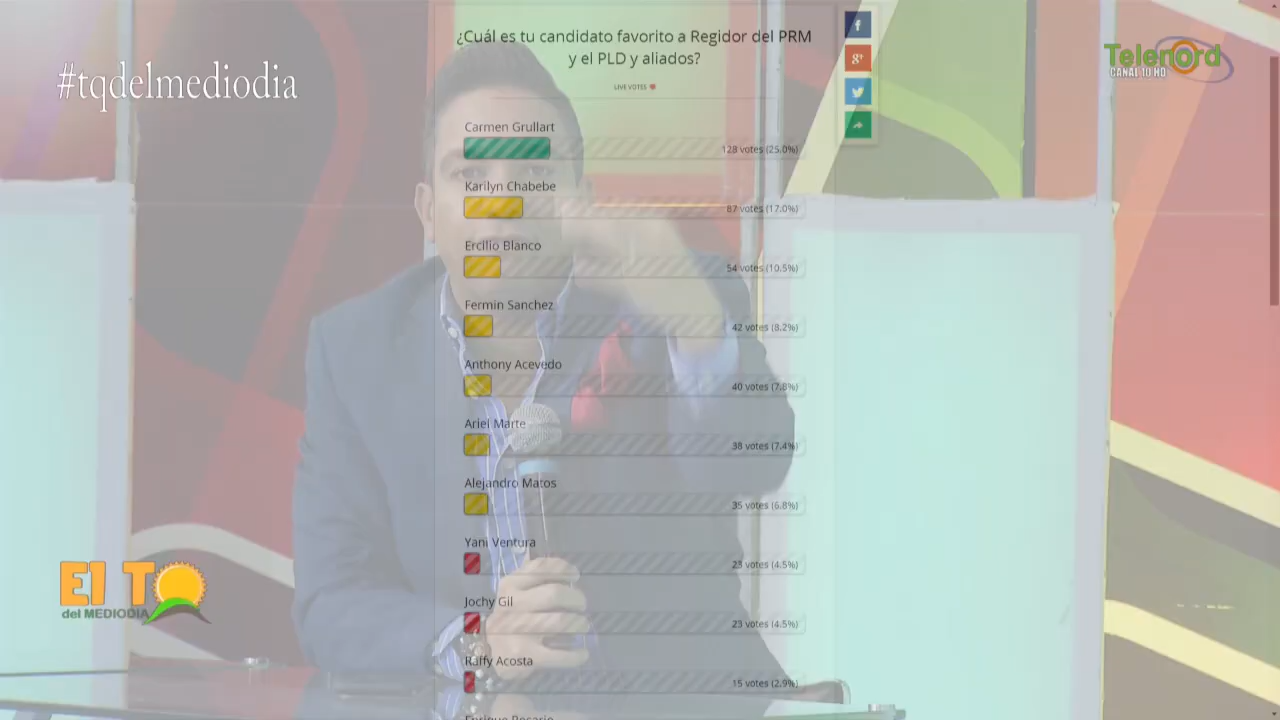 ¿Cuál es tu candidato favorito a Regidor del PRM
y el PLD y aliados?
LIVE VOTES
#tqdelmediodia
Telenord
CANAL 10 HD
f
g+
Carmen Grullart
128 votes (25.0%)
Karilyn Chabebe
87 votes (17.0%)
Ercilio Blanco
54 votes (10.5%)
Fermin Sanchez
42 votes (8.2%)
Anthony Acevedo
40 votes (7.8%)
Ariel Marte
38 votes (7.4%)
Alejandro Matos
35 votes (6.8%)
Yani Ventura
23 votes (4.5%)
Jochy Gil
23 votes (4.5%)
Raffy Acosta
15 votes (2.9%)
Enrique Rosario
El TQ
del MEDIODIA